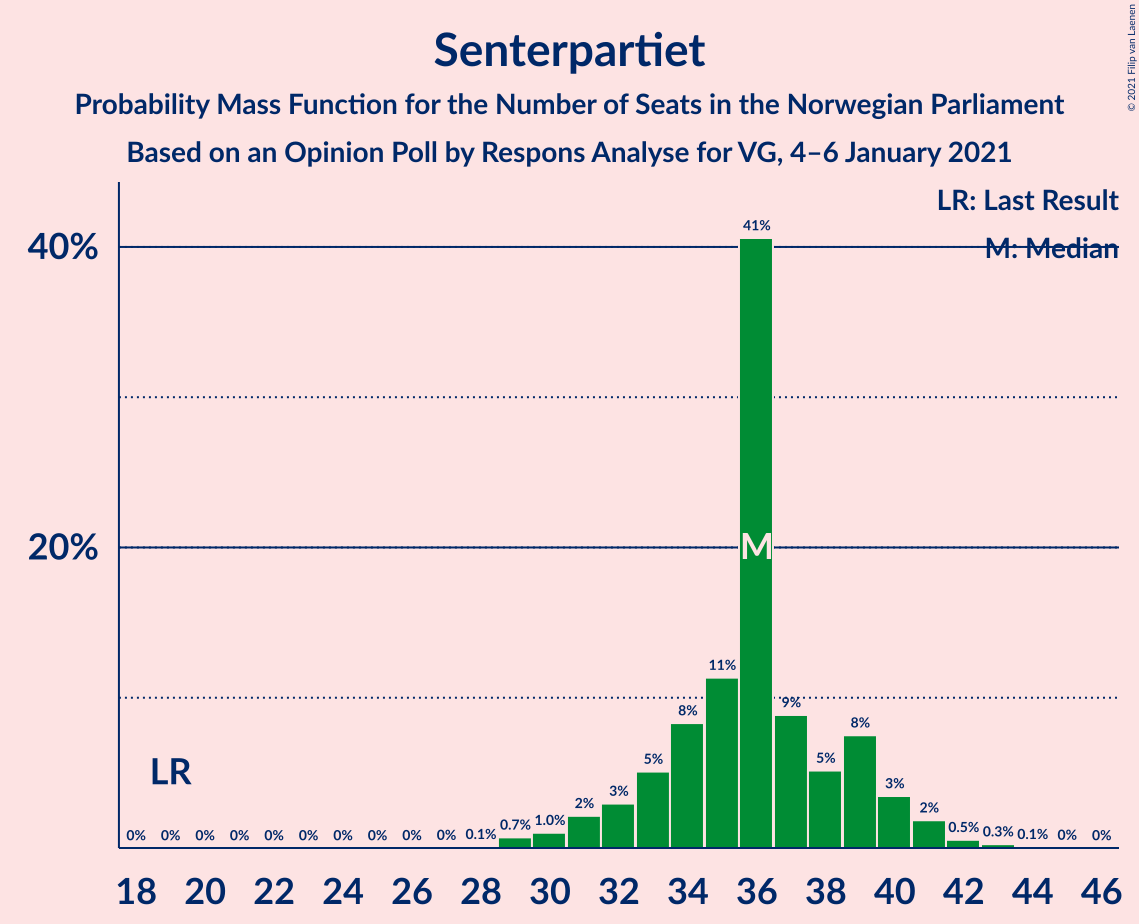 Senterpartiet
Probability Mass Function for the Number of Seats in the Norwegian Parliament
Based on an Opinion Poll by Respons Analyse for VG, 4–6 January 2021
© 2021 Filip van Laenen
LR: Last Result
M: Median
40%
20%
41%
M
11%
9%
8%
8%
5%
5%
LR
3%
3%
2%
2%
0% 0% 0% 0% 0% 0% 0% 0% 0% 0% 0.1% 0.7% 1.0% 0.5% 0.3% 0.1% 0% 0%
18 20 22 24 26 28 30 32 34 36 38 40 42 44 46